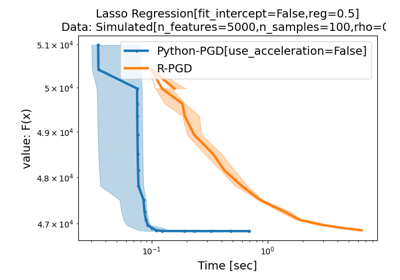 Lasso Regression[fit_intercept=False,reg=0.5]
Data: Simulated[n_features=5000,n_samples=100,rho=0
Python-PGD[use_acceleration=False]
R-PGD
value: F(x)
5.1 × 10⁴
5 × 10⁴
4.9 × 10⁴
4.8 × 10⁴
4.7 × 10⁴
10⁻¹ 10⁰
Time [sec]